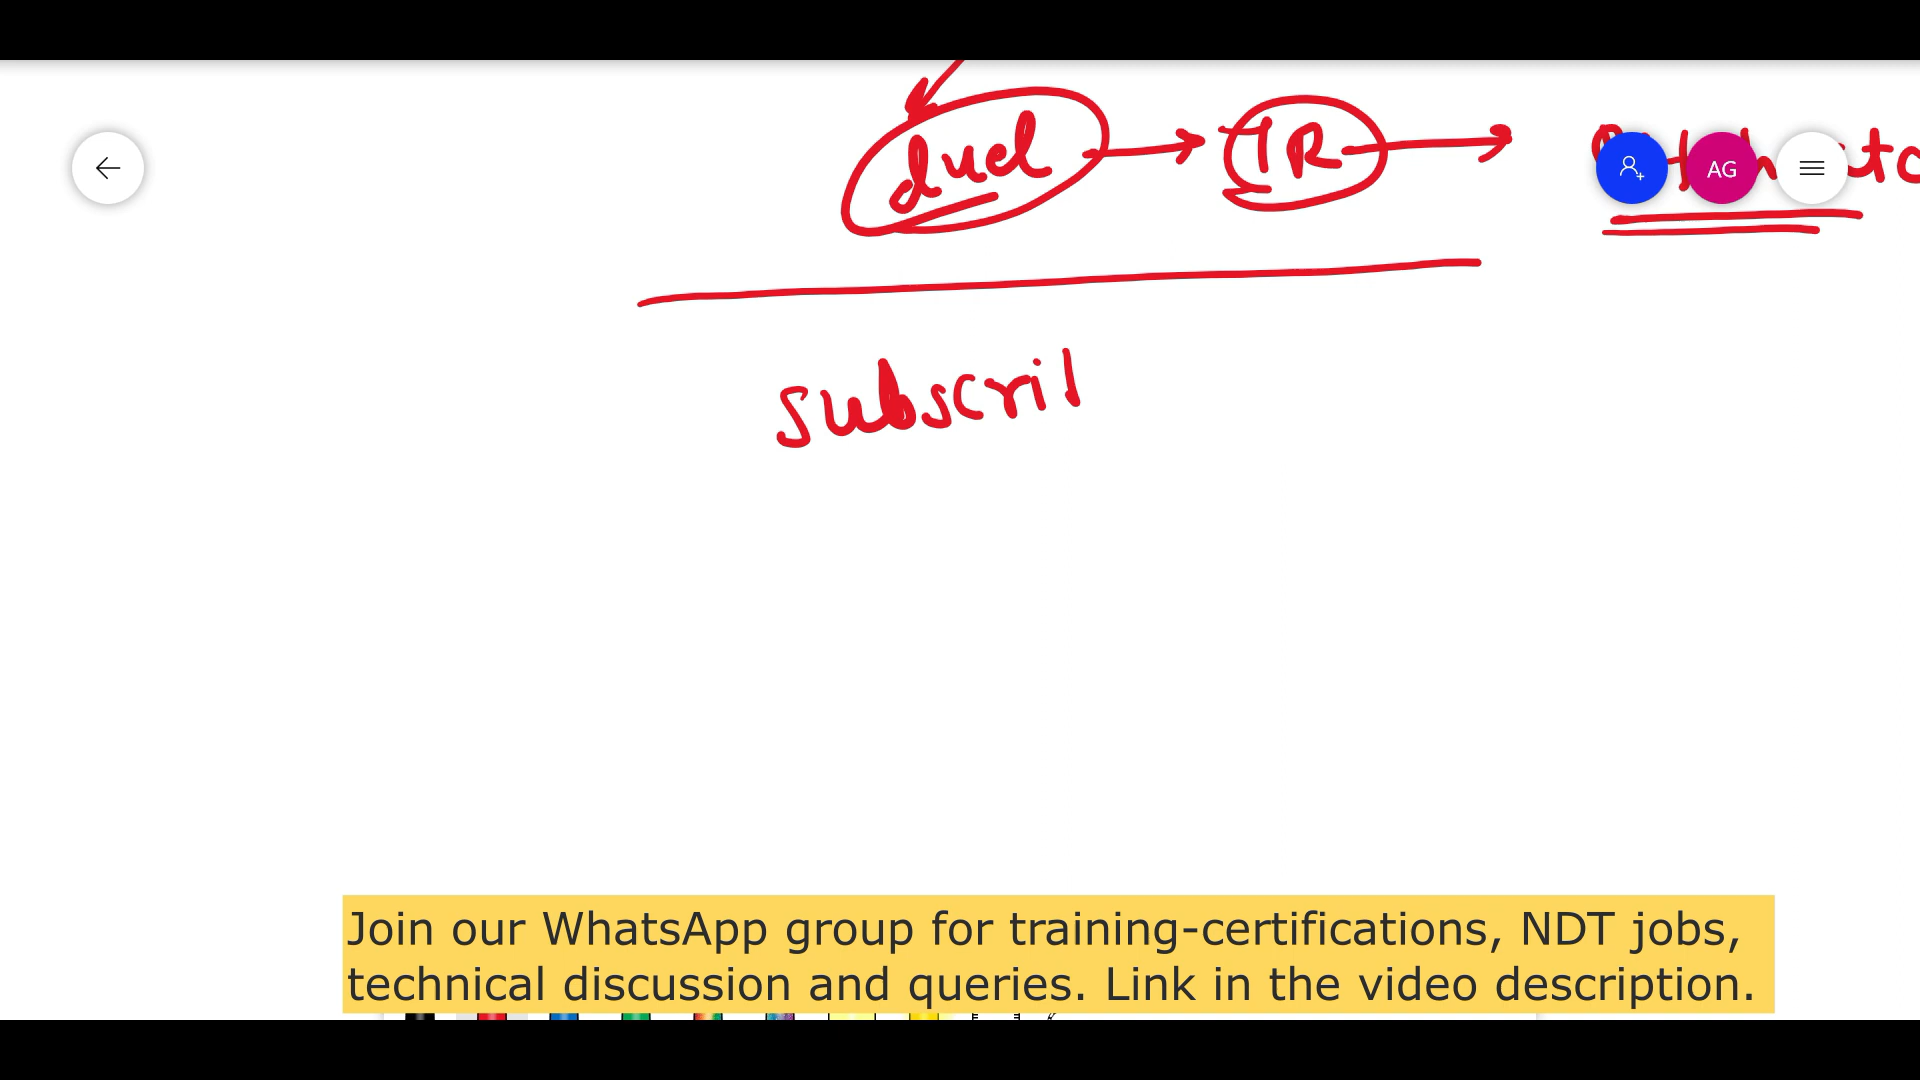 dual IR
AG
subscril
Join our WhatsApp group for training-certifications, NDT jobs,
technical discussion and queries. Link in the video description.